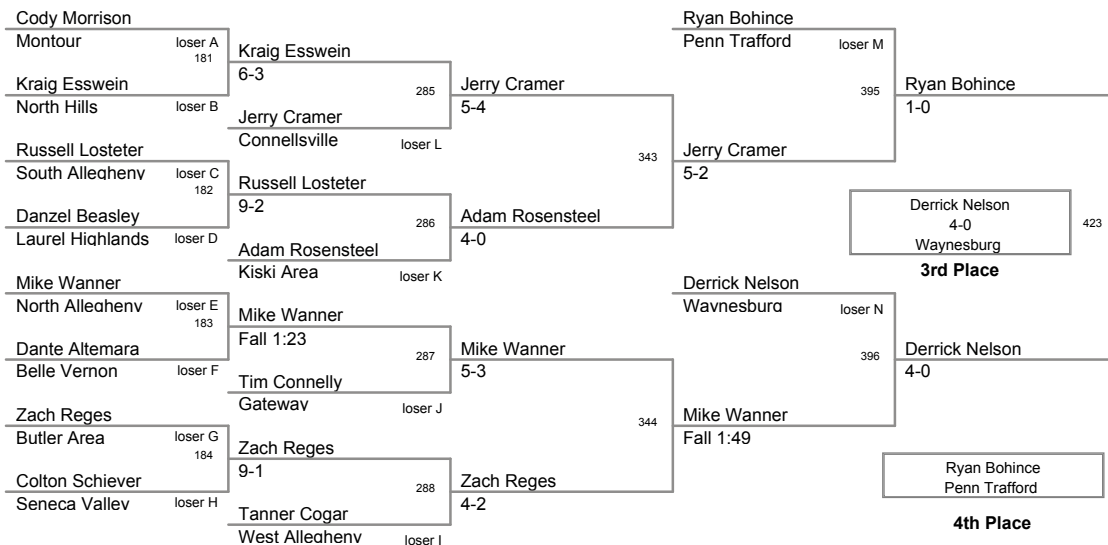 Cody Morrison
Montour loser A
181
Kraig Esswein
6-3
Kraig Esswein
North Hills loser B
285
Jerry Cramer
5-4
Jerry Cramer
Connellsville loser L
Russell Losteter
South Allegheny loser C
182
Russell Losteter
9-2
Danzel Beasley
Laurel Highlands loser D
286
Adam Rosensteel
4-0
Adam Rosensteel
Kiski Area loser K
343
Jerry Cramer
5-2
Ryan Bohince
Penn Trafford loser M
395
Ryan Bohince
1-0
Derrick Nelson
4-0
Waynesburg
423
3rd Place
Mike Wanner
North Allegheny loser E
183
Mike Wanner
Fall 1:23
Dante Altemara
Belle Vernon loser F
287
Mike Wanner
5-3
Tim Connelly
Gateway loser J
Zach Reges
Butler Area loser G
184
Zach Reges
9-1
Colton Schiever
Seneca Valley loser H
288
Zach Reges
4-2
Tanner Cogar
West Allegheny loser I
344
Mike Wanner
Fall 1:49
Derrick Nelson
Waynesburg loser N
396
Derrick Nelson
4-0
Ryan Bohince
Penn Trafford
4th Place